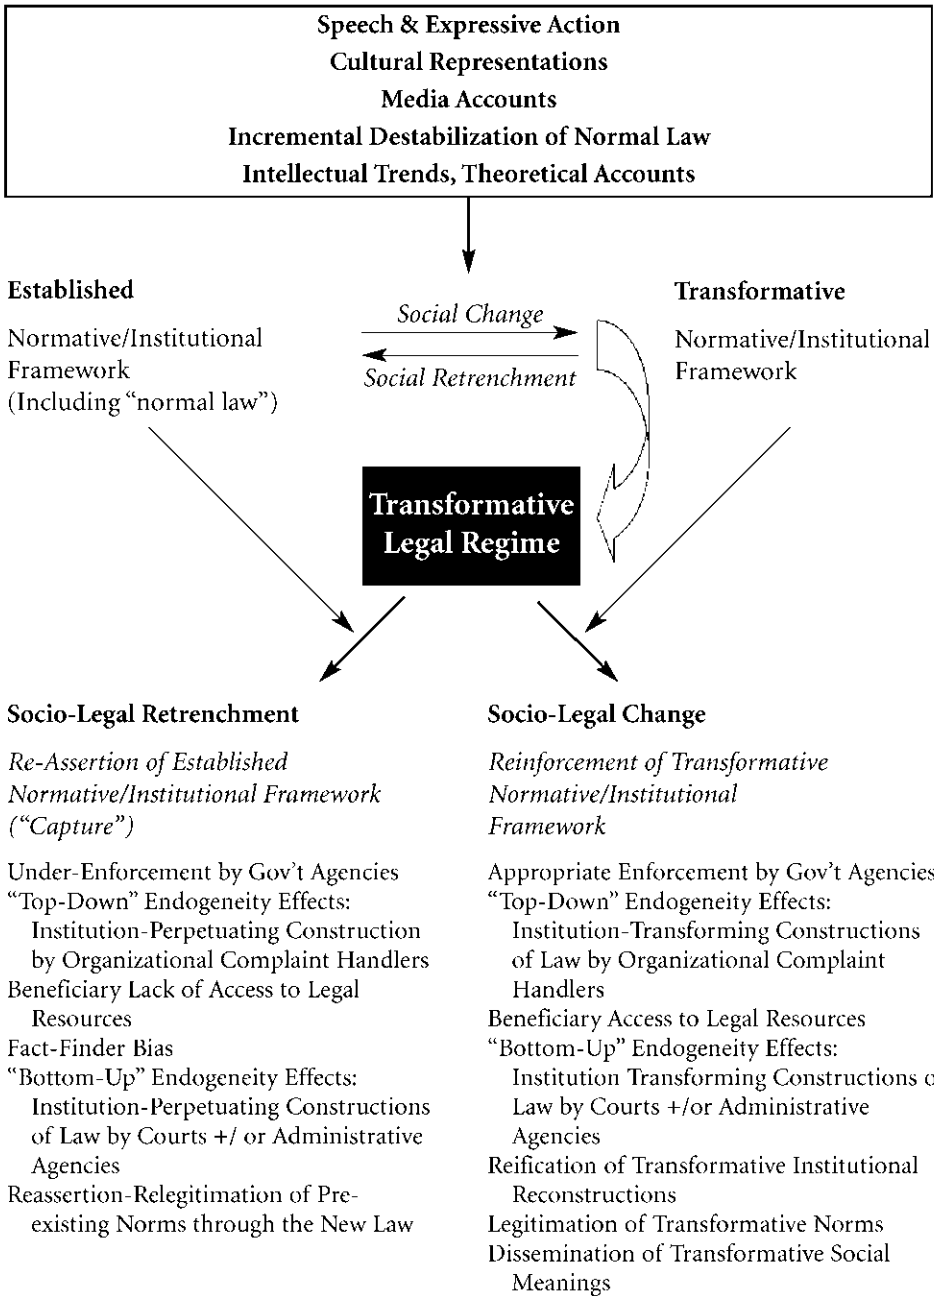 Speech & Expressive Action
Cultural Representations
Media Accounts
Incremental Destabilization of Normal Law
Intellectual Trends, Theoretical Accounts
Established
Normative/Institutional
Framework
(Including “normal law”)
Social Change
Social Retrenchment
Transformative
Normative/Institutional
Framework
Transformative
Legal Regime
Socio-Legal Retrenchment
Re-Assertion of Established
Normative/Institutional Framework
(“Capture”)
Under-Enforcement by Gov’t Agencies
“Top-Down” Endogeneity Effects:
Institution-Perpetuating Construction
by Organizational Complaint Handlers
Beneficiary Lack of Access to Legal
Resources
Fact-Finder Bias
“Bottom-Up” Endogeneity Effects:
Institution-Perpetuating Constructions
of Law by Courts +/ or Administrative
Agencies
Reassertion-Relegitimation of Pre-
existing Norms through the New Law
Socio-Legal Change
Reinforcement of Transformative
Normative/Institutional
Framework
Appropriate Enforcement by Gov’t Agencies
“Top-Down” Endogeneity Effects:
Institution-Transforming Constructions
of Law by Organizational Complaint
Handlers
Beneficiary Access to Legal Resources
“Bottom-Up” Endogeneity Effects:
Institution Transforming Constructions
Law by Courts +/or Administrative
Agencies
Reification of Transformative Institutional
Reconstructions
Legitimation of Transformative Norms
Dissemination of Transformative Social
Meanings